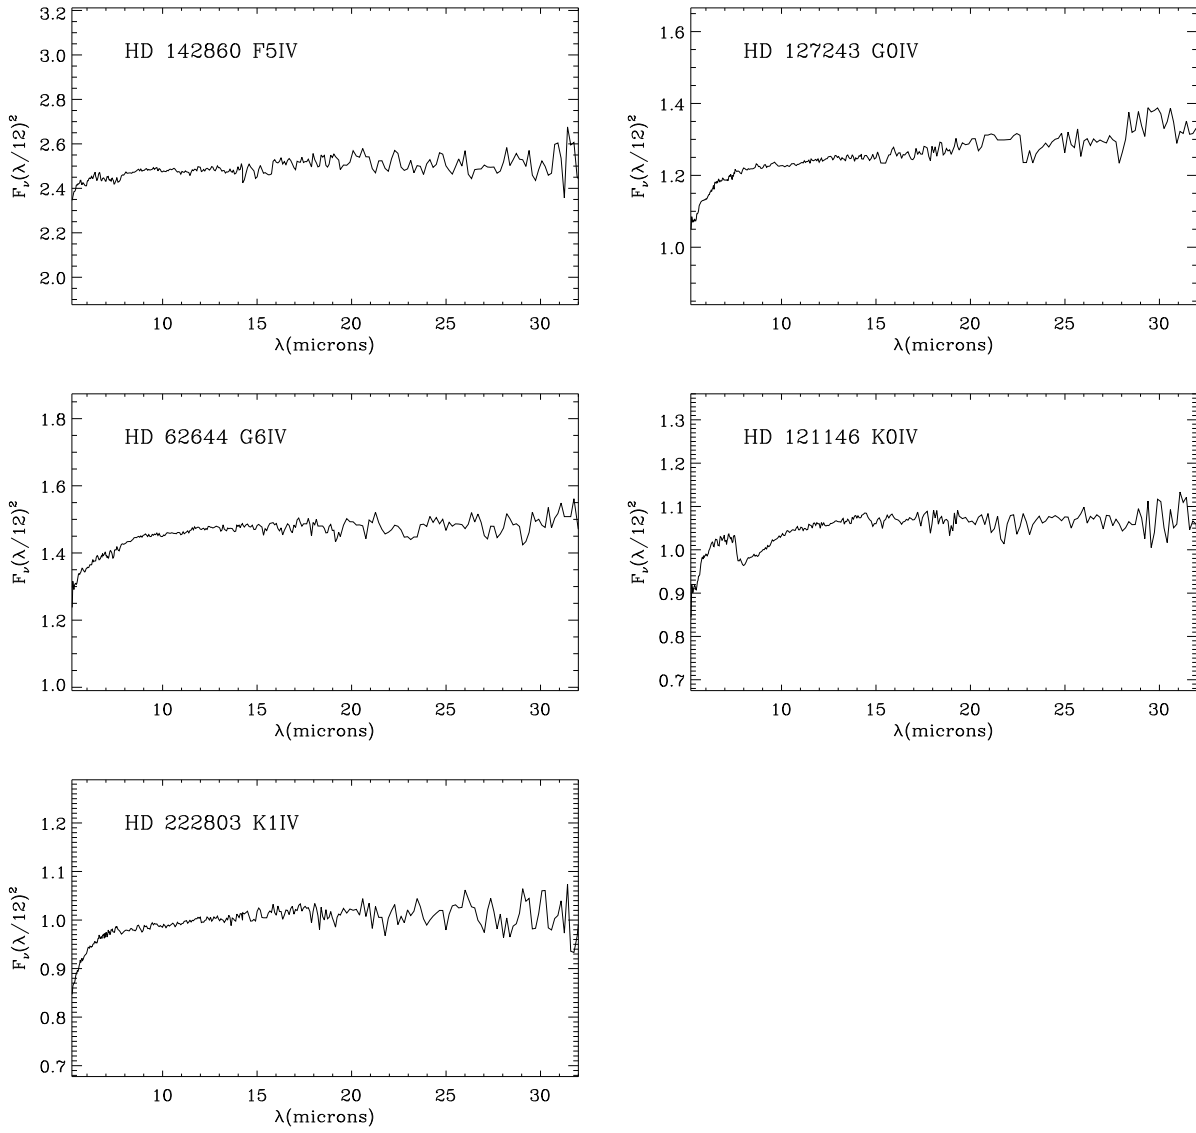 HD 142860 F5IV
3.2
3.0
2.8
2.6
2.4
2.2
2.0
F_ν(λ/12)²
10 15 20 25 30
λ(microns)
HD 127243 G0IV
1.6
1.4
1.2
1.0
F_ν(λ/12)²
10 15 20 25 30
λ(microns)
HD 62644 G6IV
1.8
1.6
1.4
1.2
1.0
F_ν(λ/12)²
10 15 20 25 30
λ(microns)
HD 121146 K0IV
1.3
1.2
1.1
1.0
0.9
0.8
0.7
F_ν(λ/12)²
10 15 20 25 30
λ(microns)
HD 222803 K1IV
1.2
1.1
1.0
0.9
0.8
0.7
F_ν(λ/12)²
10 15 20 25 30
λ(microns)